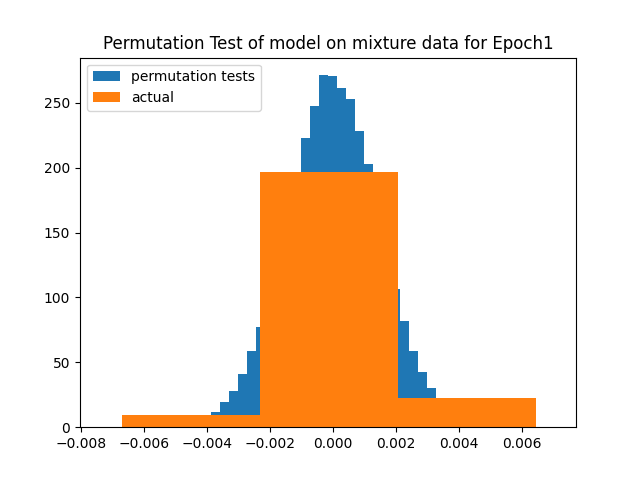 Permutation Test of model on mixture data for Epoch1
permutation tests
actual
250
200
150
100
50
0
−0.008 −0.006 −0.004 −0.002 0.000 0.002 0.004 0.006